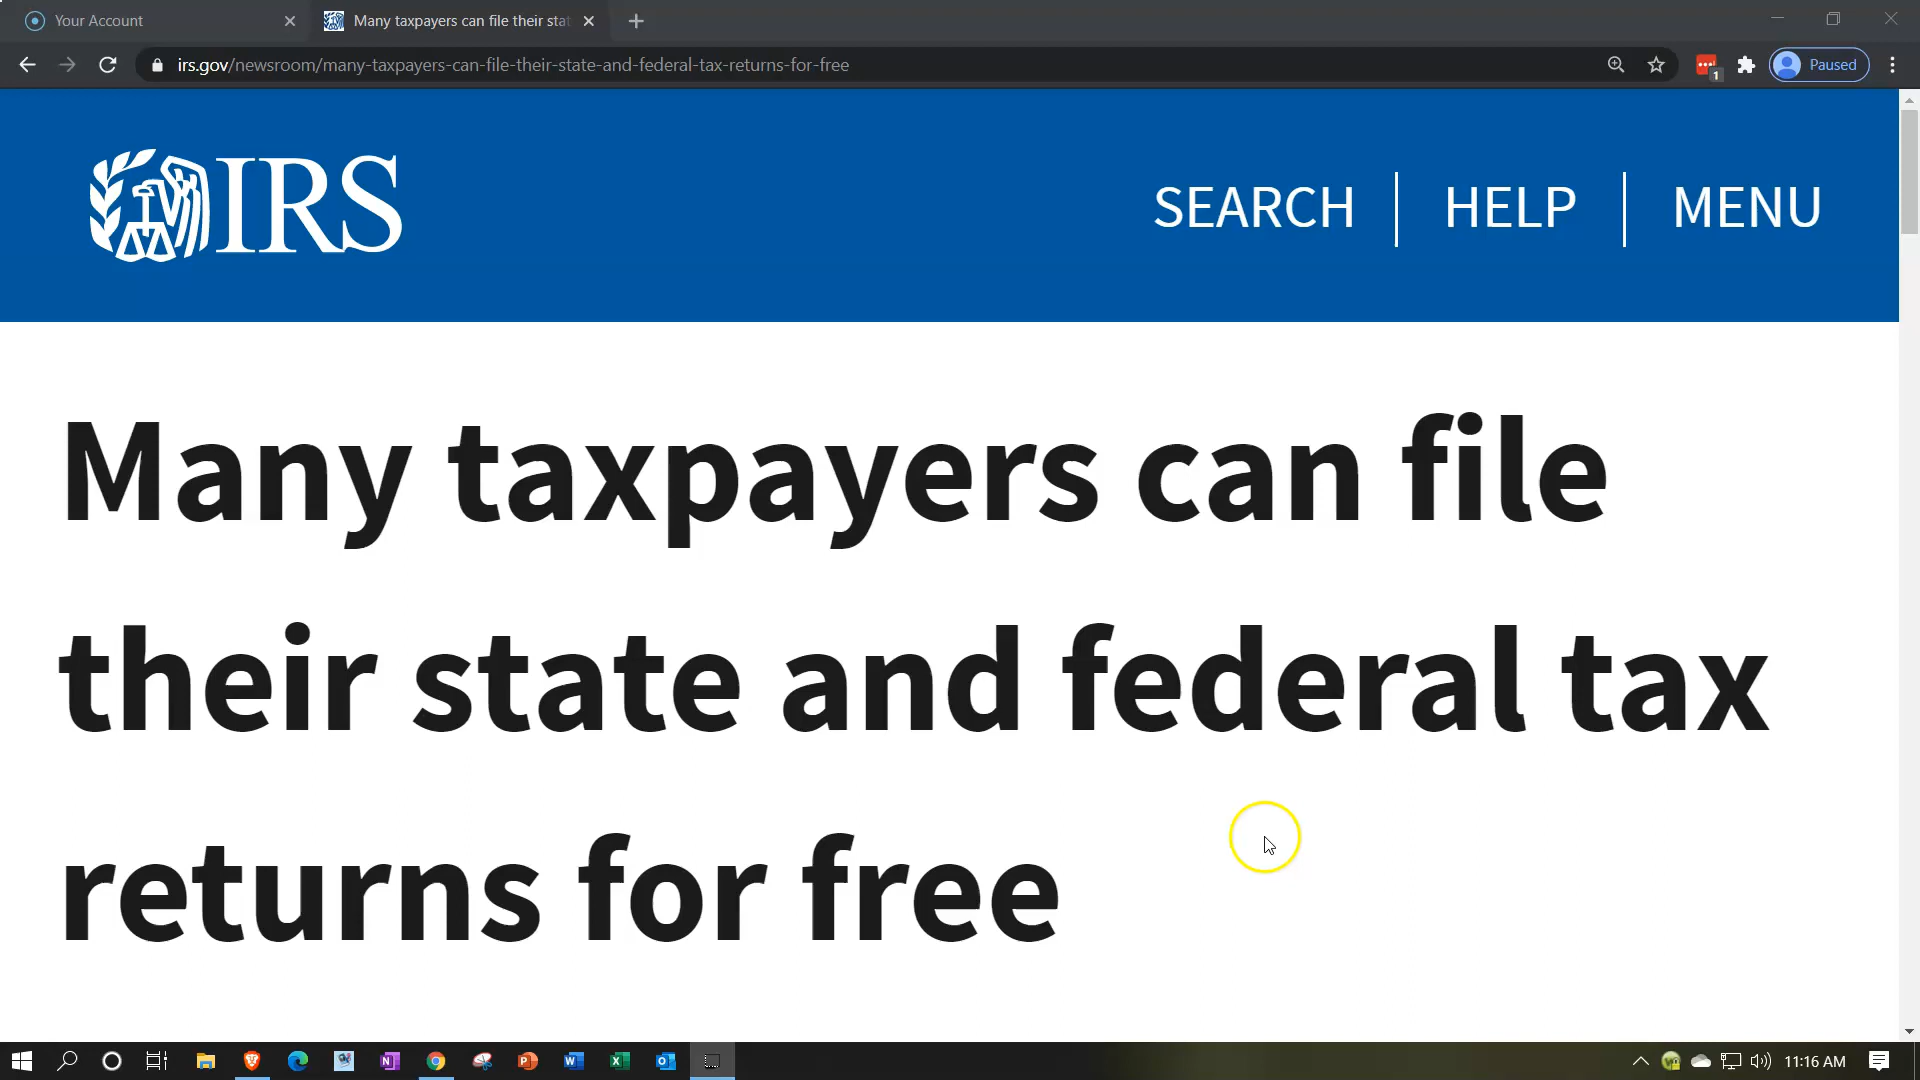 Your Account
Many taxpayers can file their stat
irs.gov/newsroom/many-taxpayers-can-file-their-state-and-federal-tax-returns-for-free
1
Paused
IRS
SEARCH
HELP
MENU
Many taxpayers can file
their state and federal tax
returns for free
11:16 AM